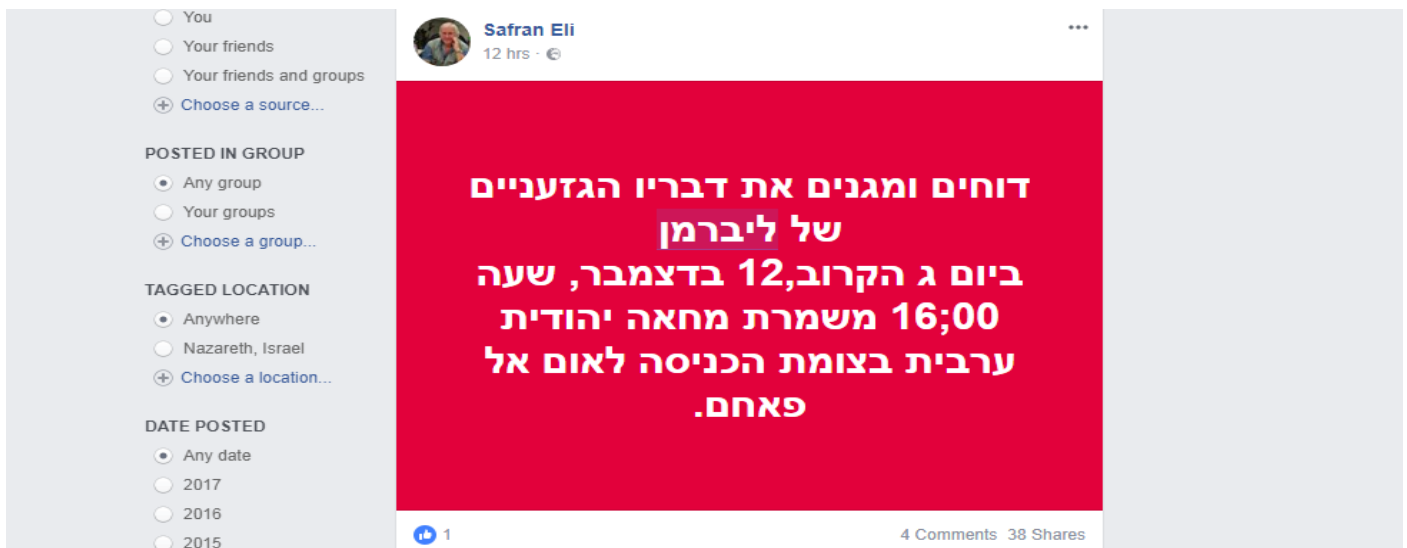 You
Your friends
Your friends and groups
Choose a source...
POSTED IN GROUP
Any group
Your groups
Choose a group...
TAGGED LOCATION
Anywhere
Nazareth, Israel
Choose a location...
DATE POSTED
Any date
2017
2016
2015
Safran Eli
12 hrs ·
דוחים ומגנים את דבריו הגזעניים
של ליברמן
ביום ג הקרוב,12 בדצמבר, שעה
16;00 משמרת מחאה יהודית
ערבית בצומת הכניסה לאום אל
פאחם.
1
4 Comments 38 Shares